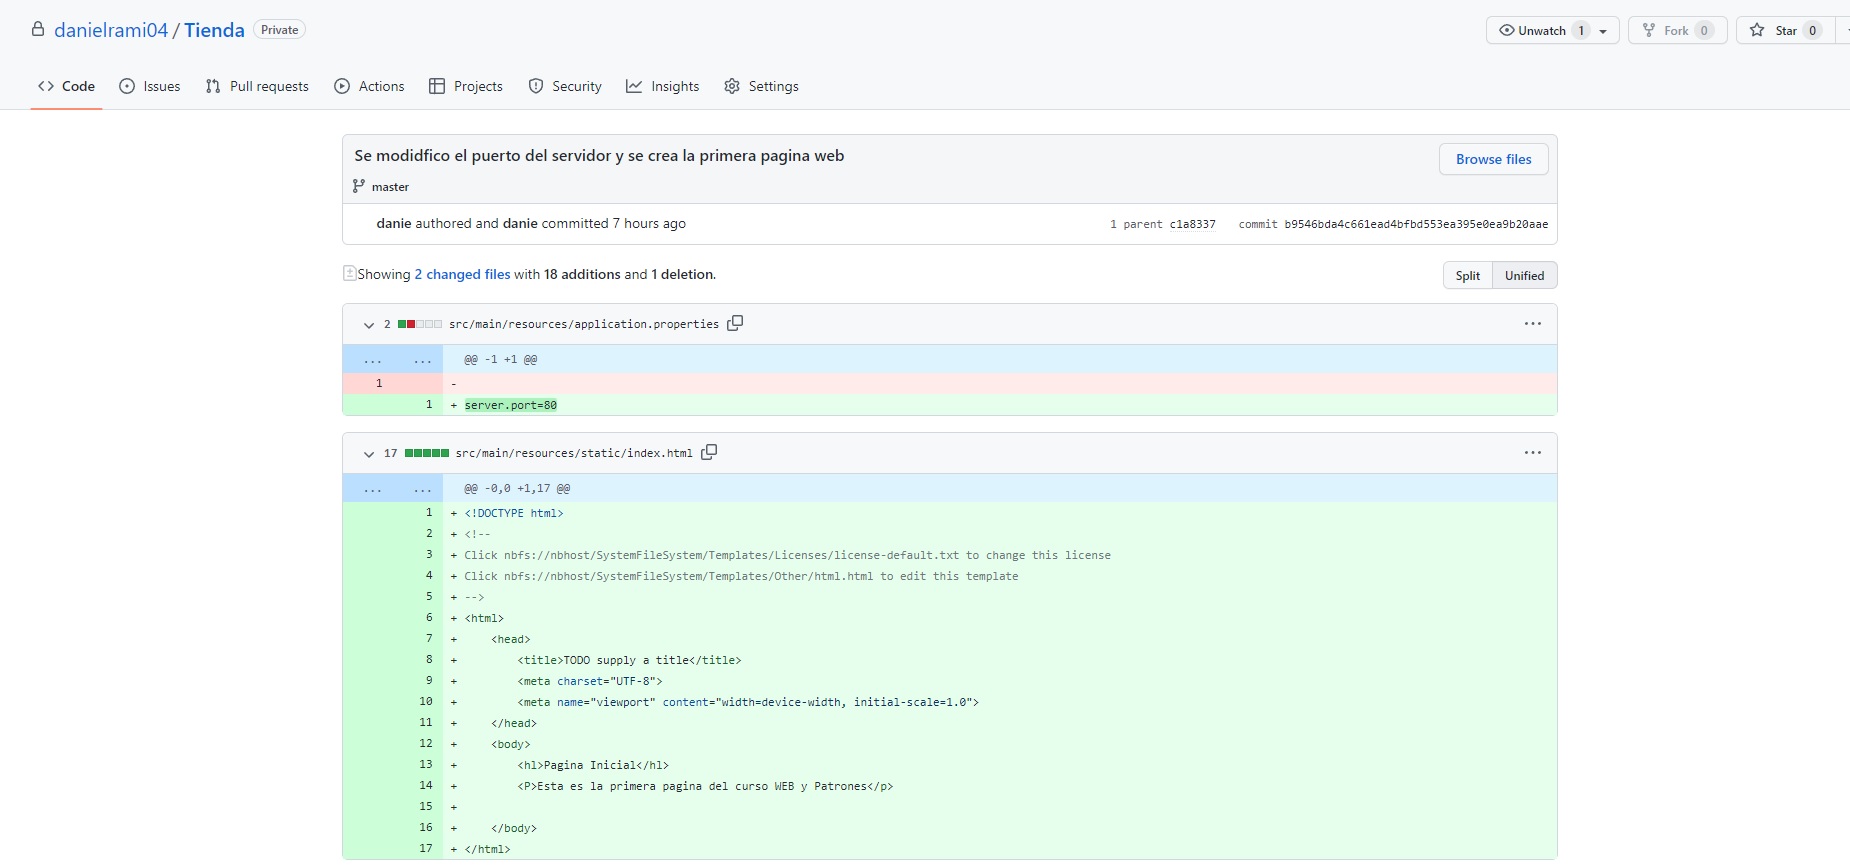 danielrami04 / Tienda Private
Unwatch 1 Fork 0 Star 0
Code Issues Pull requests Actions Projects Security Insights Settings
Se modidfico el puerto del servidor y se crea la primera pagina web
Browse files
master
danie authored and danie committed 7 hours ago 1 parent c1a8337 commit b9546bda4c661ead4bfbd553ea395e0ea9b20aae
Showing 2 changed files with 18 additions and 1 deletion.
Split Unified
2 src/main/resources/application.properties ...
... ... @@ -1 +1 @@
1 -
1 + server.port=80
17 src/main/resources/static/index.html ...
... ... @@ -0,0 +1,17 @@
1 + <!DOCTYPE html>
2 + <!--
3 + Click nbfs://nbhost/SystemFileSystem/Templates/Licenses/license-default.txt to change this license
4 + Click nbfs://nbhost/SystemFileSystem/Templates/Other/html.html to edit this template
5 + -->
6 + <html>
7 + <head>
8 + <title>TODO supply a title</title>
9 + <meta charset="UTF-8">
10 + <meta name="viewport" content="width=device-width, initial-scale=1.0">
11 + </head>
12 + <body>
13 + <hl>Pagina Inicial</hl>
14 + <P>Esta es la primera pagina del curso WEB y Patrones</p>
15 +
16 + </body>
17 + </html>